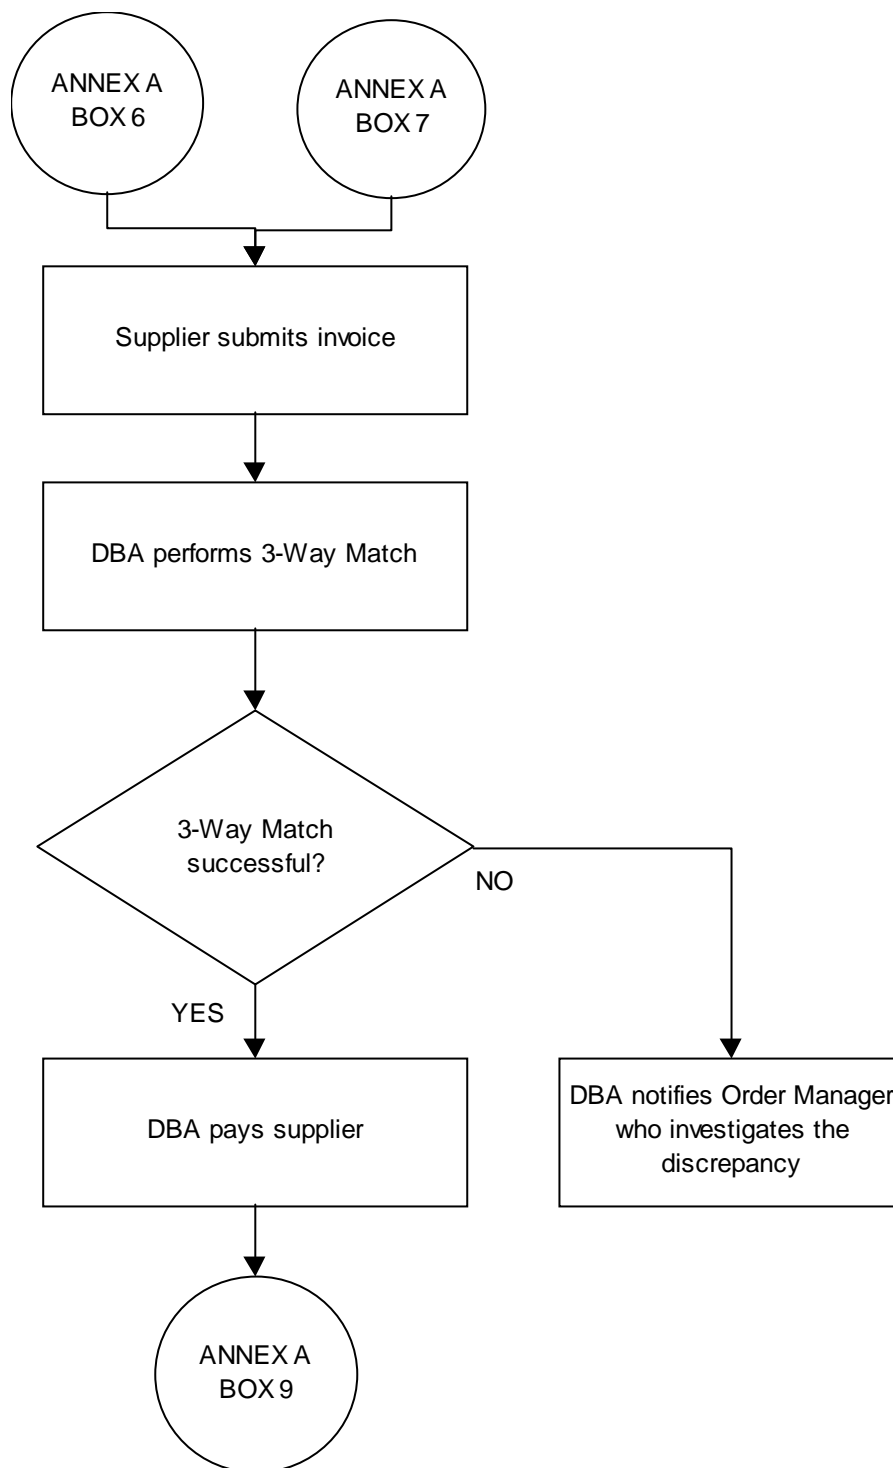 ANNEX A
BOX 6
ANNEX A
BOX 7
Supplier submits invoice
DBA performs 3-Way Match
3-Way Match
successful?
NO
YES
DBA pays supplier
DBA notifies Order Manager
who investigates the
discrepancy
ANNEX A
BOX 9